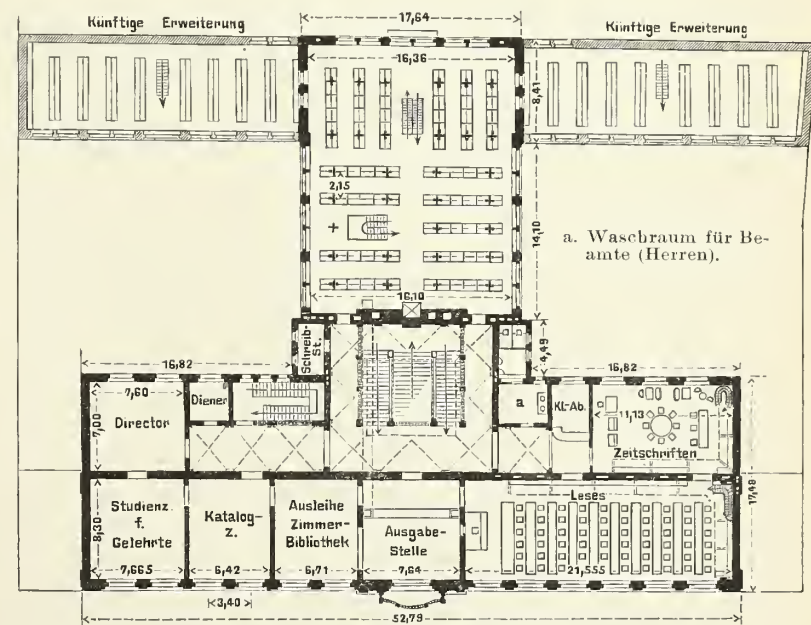 Künftige Erweiterung
17,64
Künftige Erweiterung
16,36
8,41
2,15
14,10
a. Waschraum für Be-
amte (Herren).
16,10
Schreib-
St.
4,49
16,82
16,82
7,60
Diener
a
Kl-Ab.
11,13
7,00
Director
Zeitschriften
17,48
Leses
8,30
Studienz.
f.
Gelehrte
Katalog-
z.
Ausleihe
Zimmer-
Bibliothek
Ausgabe-
Stelle
7,665
6,42
6,71
7,64
21,555
3,40
52,79